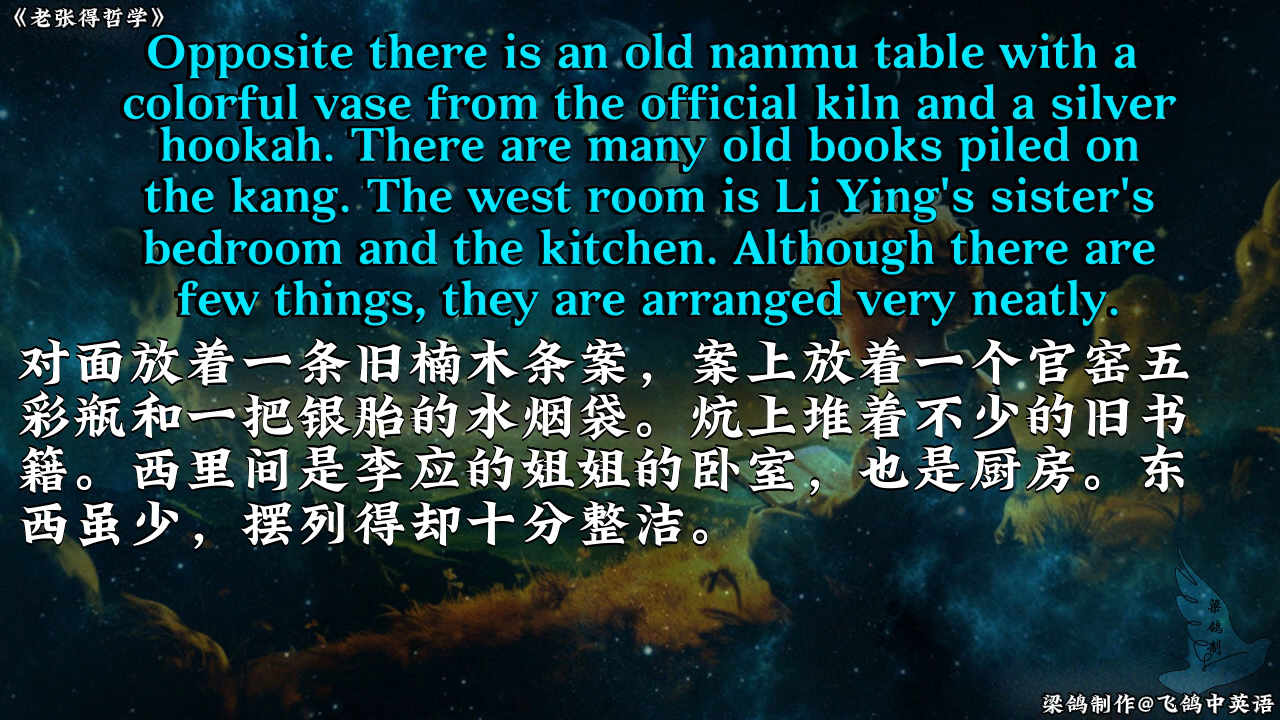 《老张得哲学》
Opposite there is an old nanmu table with a
colorful vase from the official kiln and a silver
hookah. There are many old books piled on
the kang. The west room is Li Ying's sister's
bedroom and the kitchen. Although there are
few things, they are arranged very neatly.
对面放着一条旧楠木条案，案上放着一个官窑五
彩瓶和一把银胎的水烟袋。炕上堆着不少的旧书
籍。西里间是李应的姐姐的卧室，也是厨房。东
西虽少，摆列得却十分整洁。
梁
鸽
制
梁鸽制作@飞鸽中英语